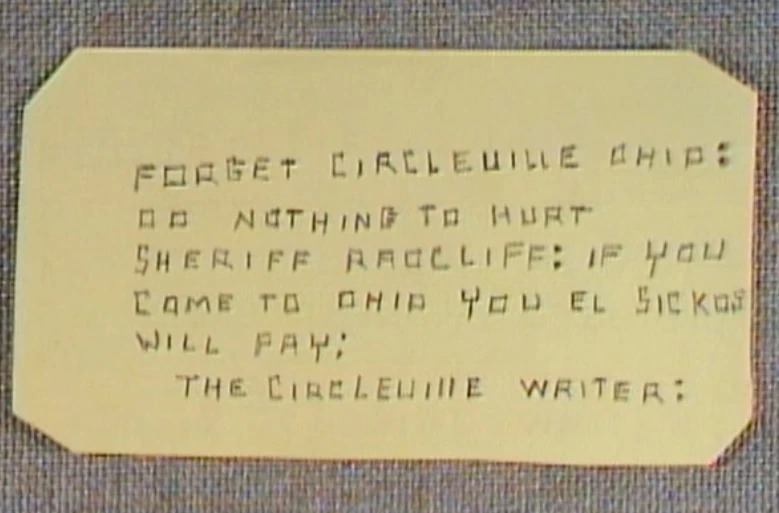 FORGET CIRCLEVILLE OHIO:
DO NOTHING TO HURT
SHERIFF RADCLIFF: IF YOU
COME TO OHIO YOU EL SICKOS
WILL PAY:
THE CIRCLEVILLE WRITER: